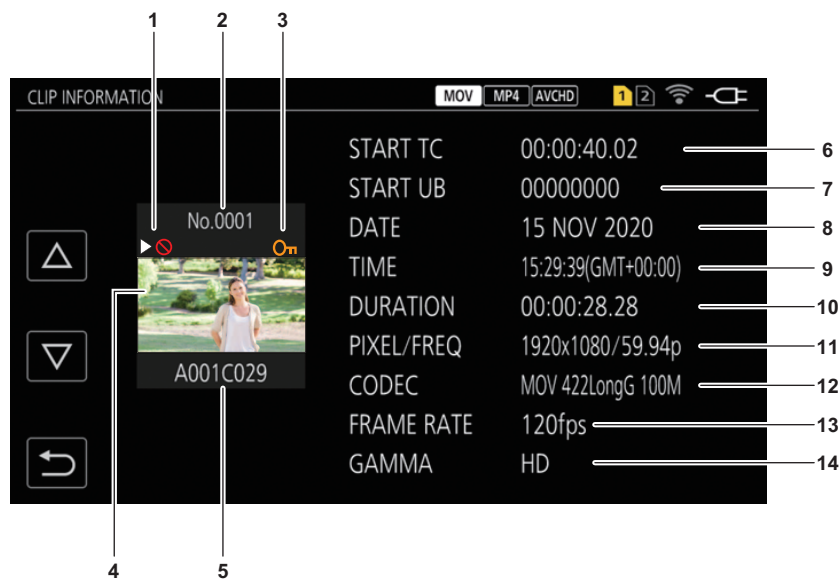 1 2 3
CLIP INFORMATION MOV MP4 AVCHD 1 2
START TC 00:00:40.02 6
START UB 00000000 7
No.0001
DATE 15 NOV 2020 8
TIME 15:29:39(GMT+00:00) 9
DURATION 00:00:28.28 10
PIXEL/FREQ 1920x1080/59.94p 11
A001C029
CODEC MOV 422LongG 100M 12
FRAME RATE 120fps 13
GAMMA HD 14
4 5